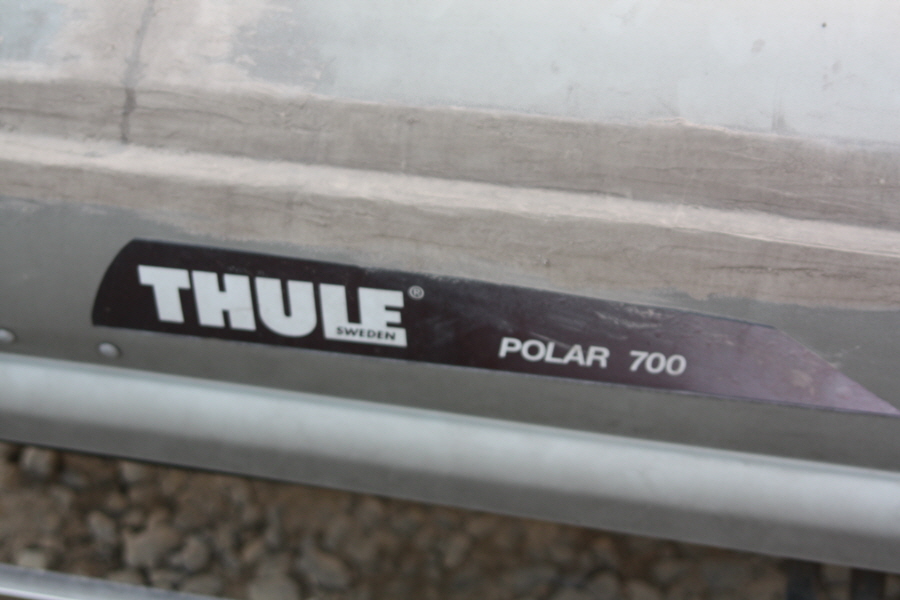 THULE®
SWEDEN
POLAR 700